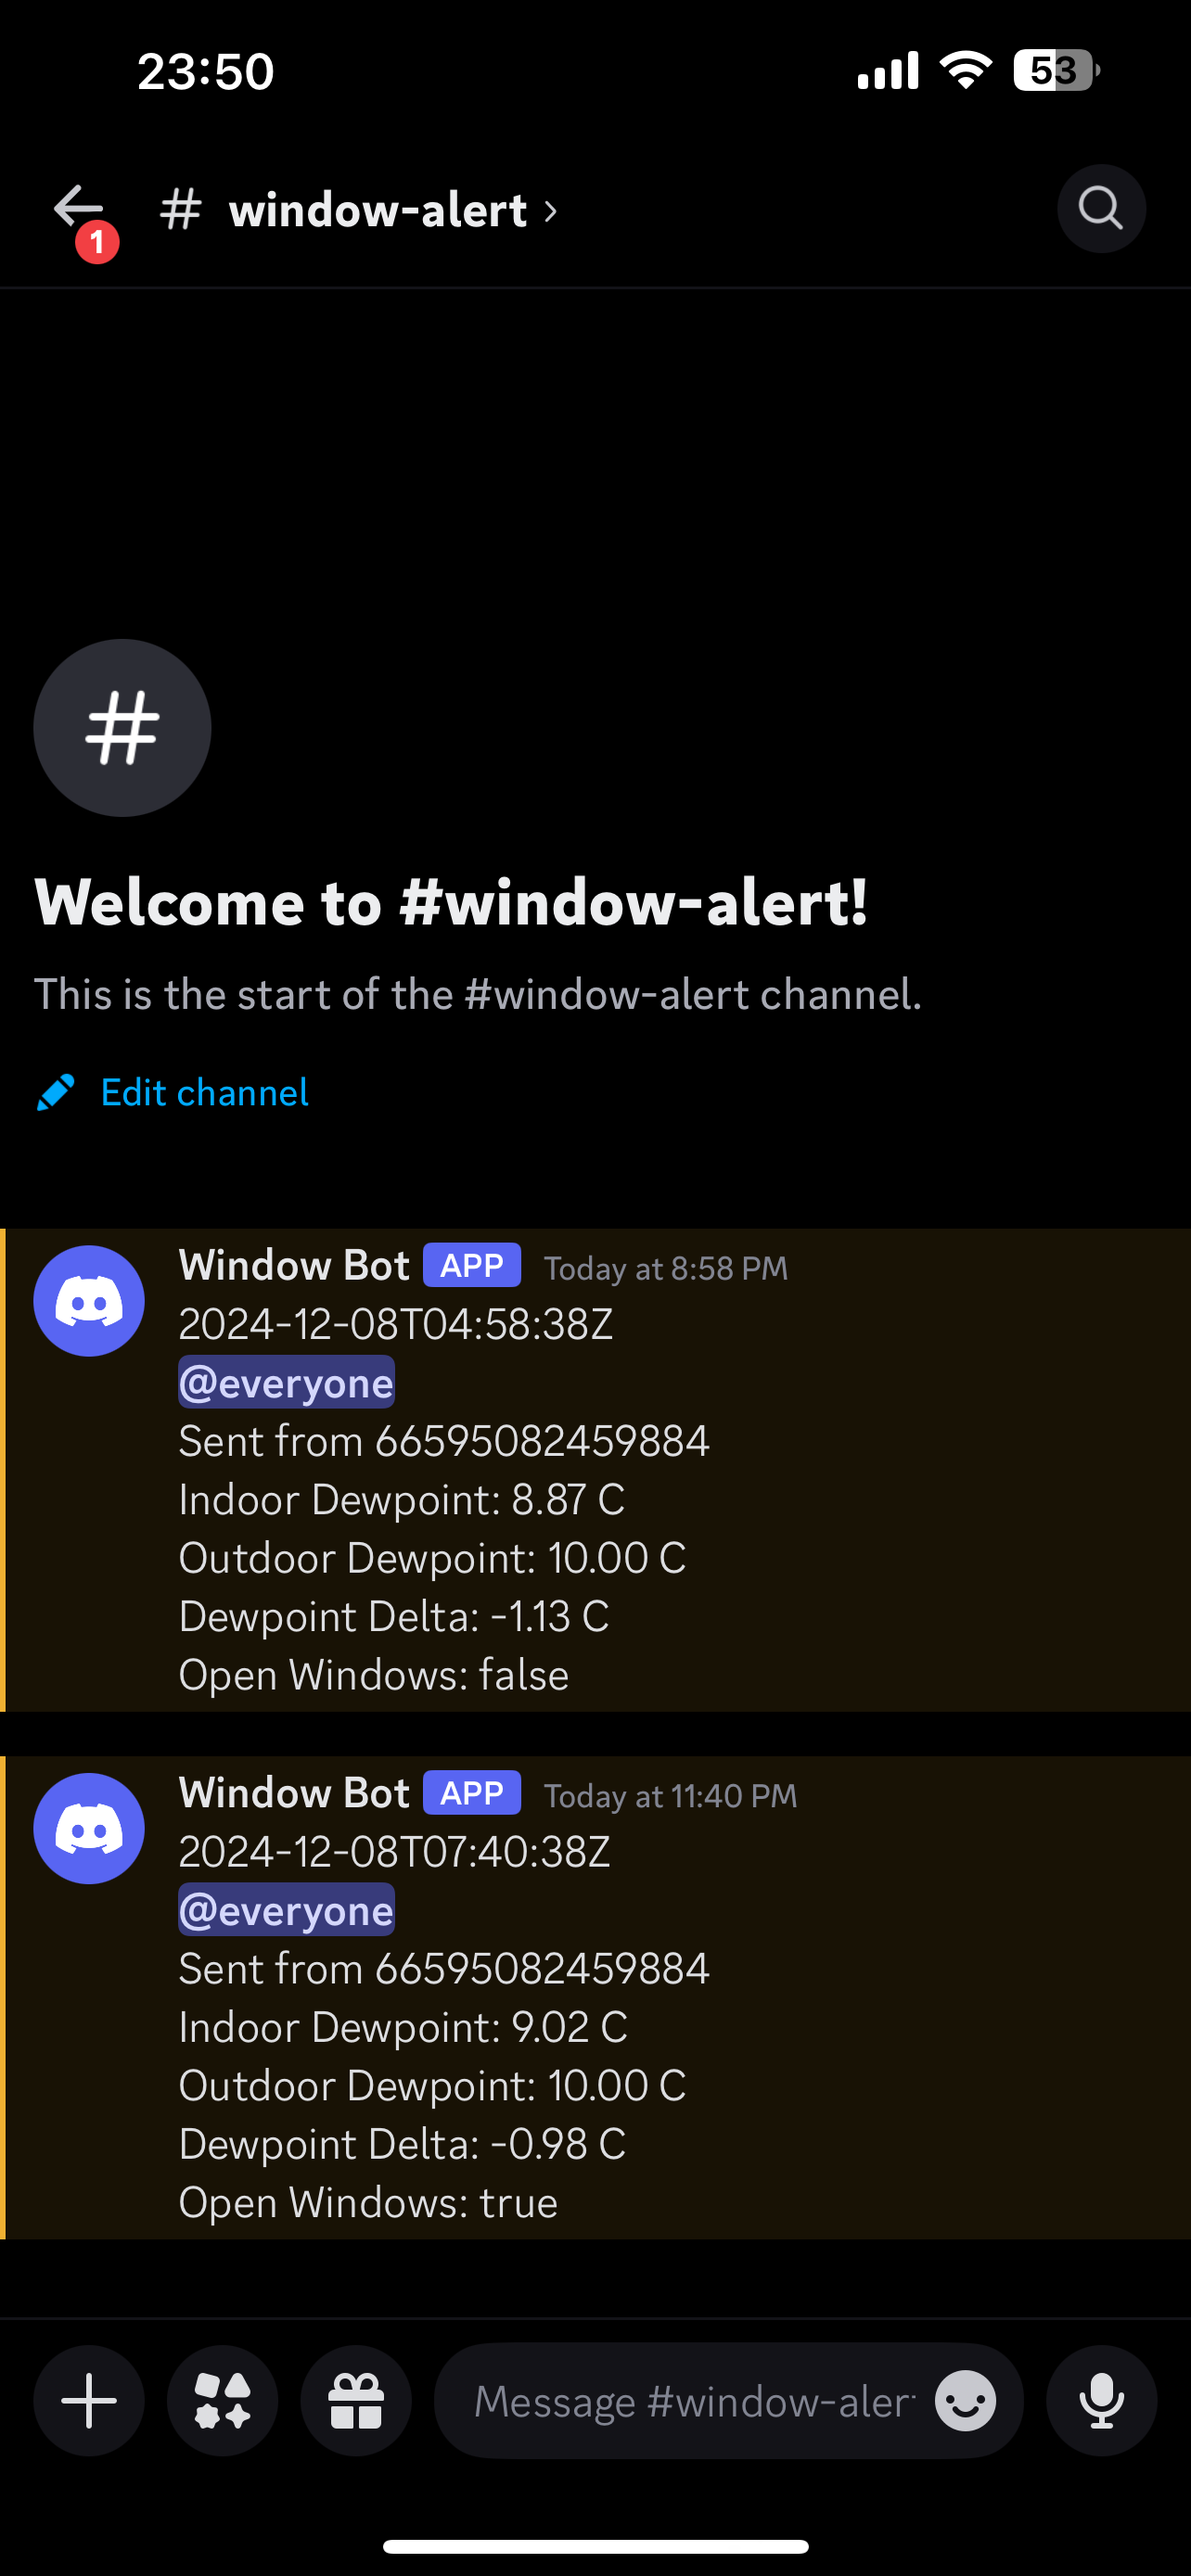 23:50
53
1
# window-alert ›
#
Welcome to #window-alert!
This is the start of the #window-alert channel.
Edit channel
Window Bot APP Today at 8:58 PM
2024-12-08T04:58:38Z
@everyone
Sent from 66595082459884
Indoor Dewpoint: 8.87 C
Outdoor Dewpoint: 10.00 C
Dewpoint Delta: -1.13 C
Open Windows: false
Window Bot APP Today at 11:40 PM
2024-12-08T07:40:38Z
@everyone
Sent from 66595082459884
Indoor Dewpoint: 9.02 C
Outdoor Dewpoint: 10.00 C
Dewpoint Delta: -0.98 C
Open Windows: true
Message #window-aler